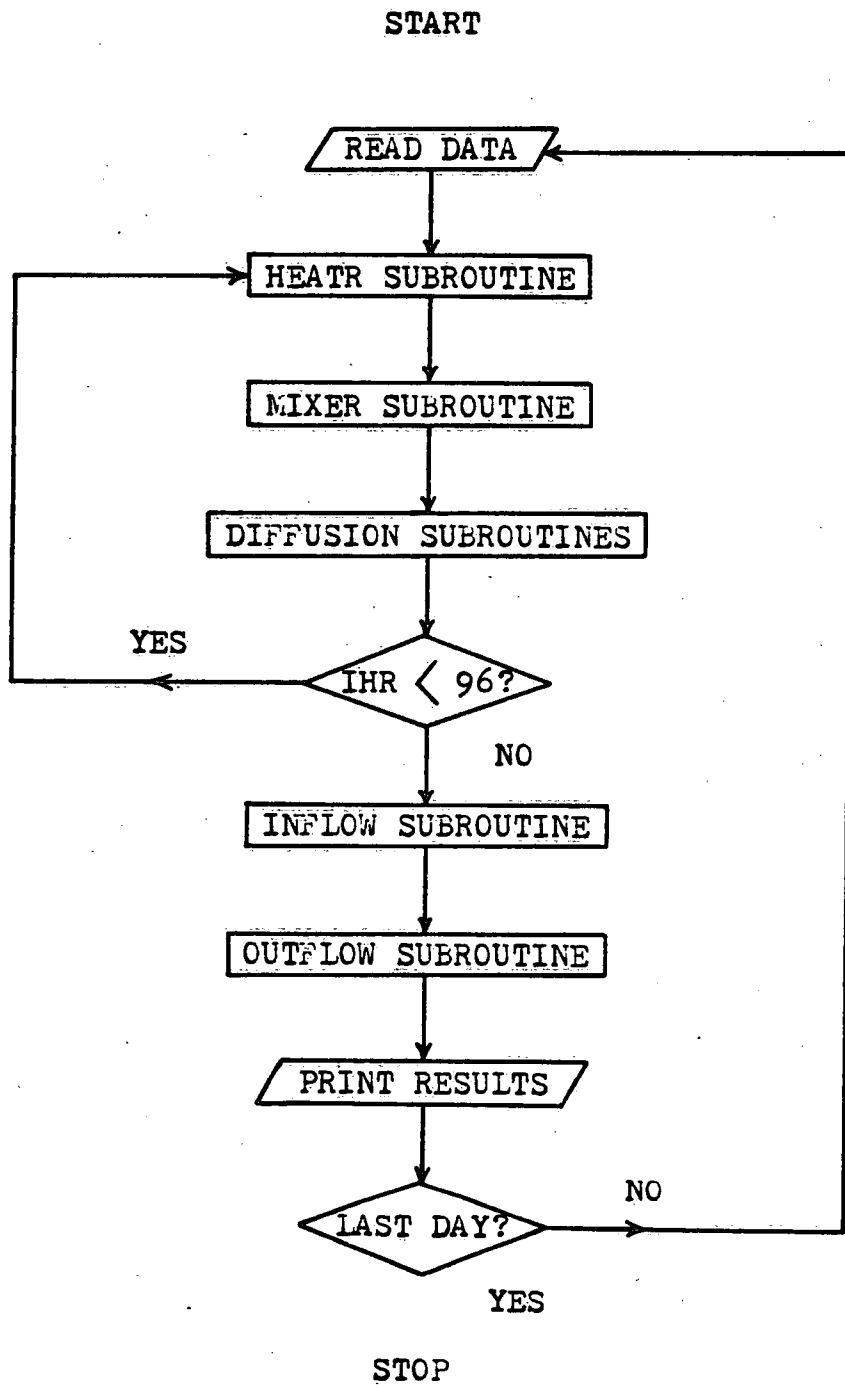 START
READ DATA
HEATR SUBROUTINE
MIXER SUBROUTINE
DIFFUSION SUBROUTINES
YES
IHR < 96?
NO
INFLOW SUBROUTINE
OUTFLOW SUBROUTINE
PRINT RESULTS
NO
LAST DAY?
YES
STOP